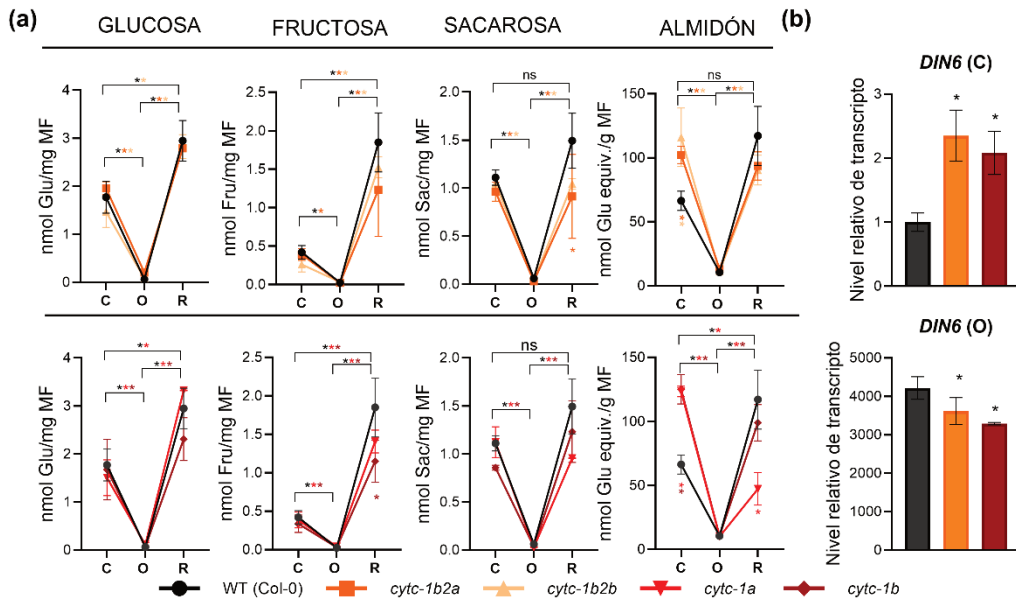 (a)
GLUCOSA
FRUCTOSA
SACAROSA
ALMIDÓN
nmol Glu/mg MF
4
3
2
1
0
C O R
***
***
***
nmol Fru/mg MF
2.5
2.0
1.5
1.0
0.5
0.0
C O R
****
***
**
nmol Sac/mg MF
2.0
1.5
1.0
0.5
0.0
C O R
ns
***
***
*
nmol Glu equiv./g MF
150
100
50
0
C O R
ns
***
***
*
*
nmol Glu/mg MF
4
3
2
1
0
C O R
**
***
***
nmol Fru/mg MF
2.5
2.0
1.5
1.0
0.5
0.0
C O R
***
***
***
*
nmol Sac/mg MF
2.0
1.5
1.0
0.5
0.0
C O R
ns
***
***
nmol Glu equiv./g MF
150
100
50
0
C O R
**
***
***
*
*
*
(b)
DIN6 (C)
Nivel relativo de transcripto
3
2
1
0
*
*
DIN6 (O)
Nivel relativo de transcripto
5000
4000
3000
2000
1000
0
*
*
WT (Col-0) cytc-1b2a cytc-1b2b cytc-1a cytc-1b